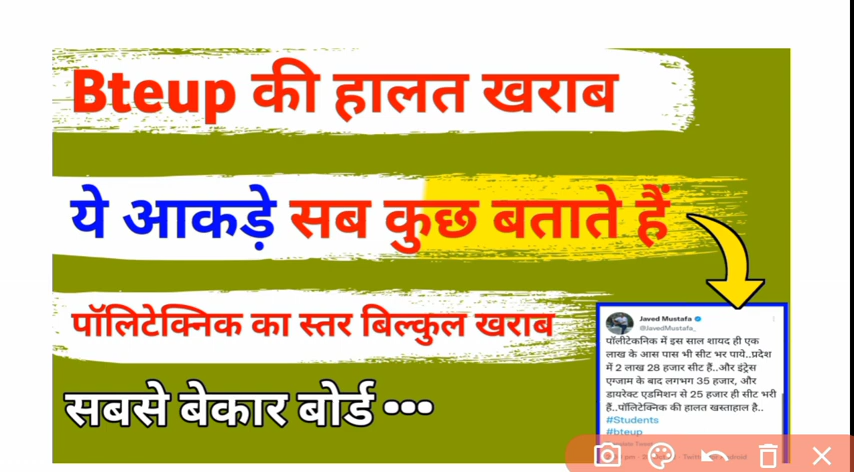 Bteup की हालत खराब
ये आकड़े सब कुछ बताते हैं
पॉलिटेक्निक का स्तर बिल्कुल खराब
सबसे बेकार बोर्ड •••
Javed Mustafa
@JavedMustafa_
पॉलीटेकनिक में इस साल शायद ही एक
लाख के आस पास भी सीट भर पाये..प्रदेश
में 2 लाख 28 हजार सीट हैं..और इंट्रेस
एग्जाम के बाद लगभग 35 हजार, और
डायरेक्ट एडमिशन से 25 हजार ही सीट भरी
हैं..पॉलिटेक्निक की हालत खस्ताहाल है..
#Students
#bteup